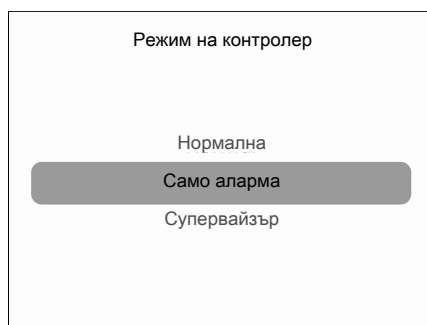 Режим на контролер
Нормална
Само аларма
Супервайзър